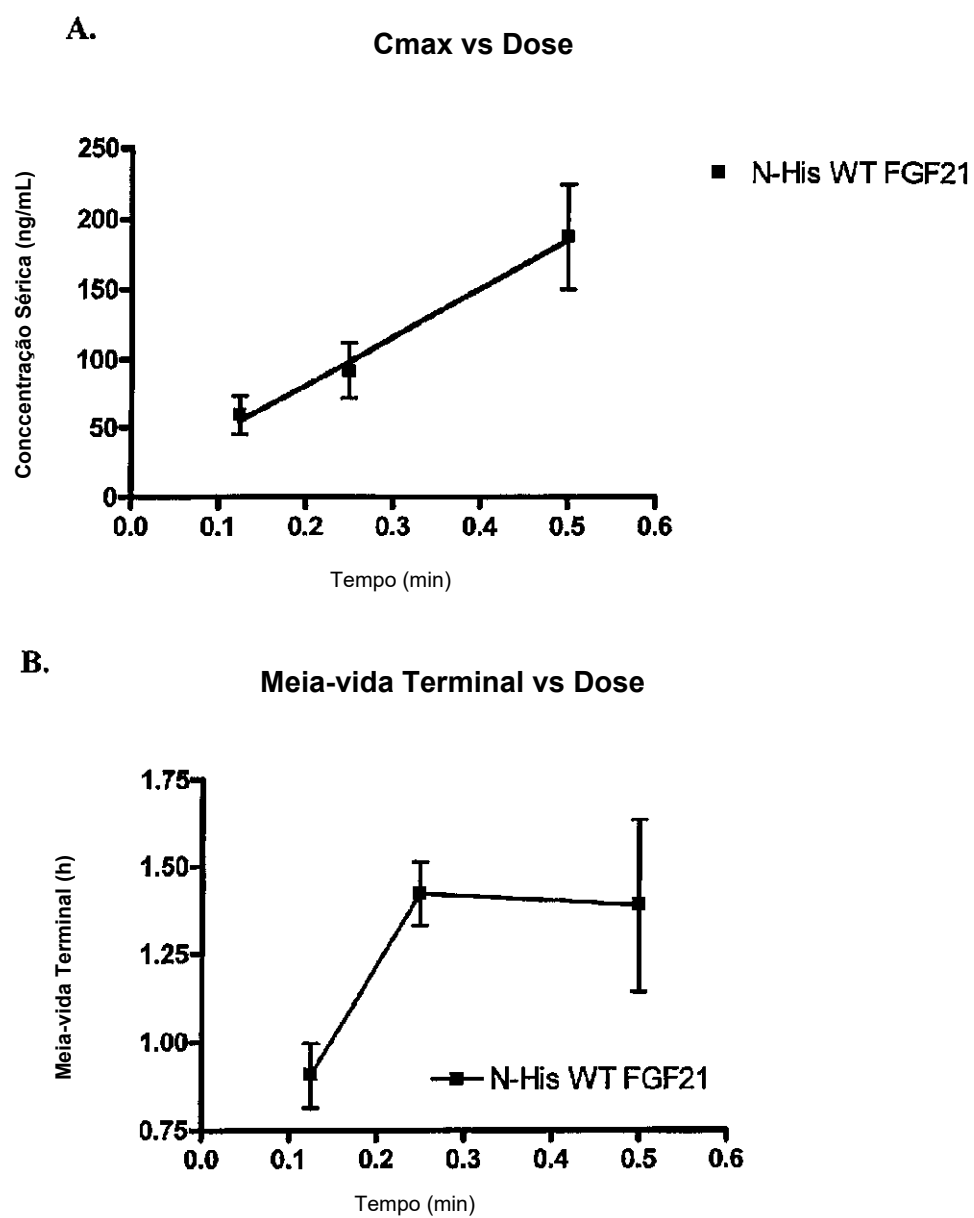 A.
Cmax vs Dose
Conccentração Sérica (ng/mL)
250
200
150
100
50
0
0.0 0.1 0.2 0.3 0.4 0.5 0.6
Tempo (min)
N-His WT FGF21
B.
Meia-vida Terminal vs Dose
Meia-vida Terminal (h)
1.75
1.50
1.25
1.00
0.75
N-His WT FGF21
0.0 0.1 0.2 0.3 0.4 0.5 0.6
Tempo (min)